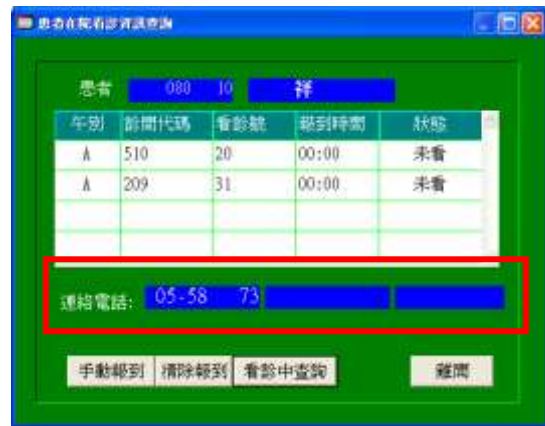 患者在院看診資訊查詢
患者 080 10 祥
午別 診間代碼 看診號 報到時間 狀態
A 510 20 00:00 未看
A 209 31 00:00 未看
連絡電話: 05-58 73
手動報到 清除報到 看診中查詢 離開